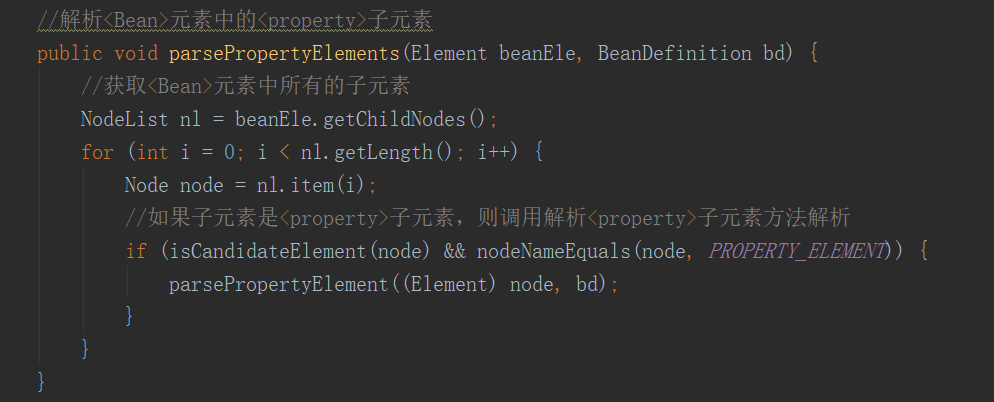 //解析<Bean>元素中的<property>子元素
public void parsePropertyElements(Element beanEle, BeanDefinition bd) {
//获取<Bean>元素中所有的子元素
NodeList nl = beanEle.getChildNodes();
for (int i = 0; i < nl.getLength(); i++) {
Node node = nl.item(i);
//如果子元素是<property>子元素，则调用解析<property>子元素方法解析
if (isCandidateElement(node) && nodeNameEquals(node, PROPERTY_ELEMENT)) {
parsePropertyElement((Element) node, bd);
}
}
}